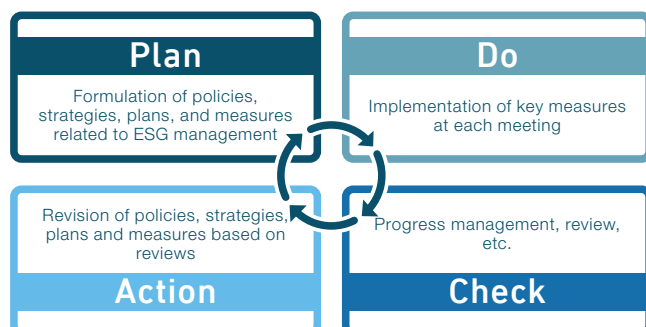 Plan
Formulation of policies,
strategies, plans, and measures
related to ESG management
Do
Implementation of key measures
at each meeting
Revision of policies, strategies,
plans and measures based on
reviews
Action
Progress management, review,
etc.
Check